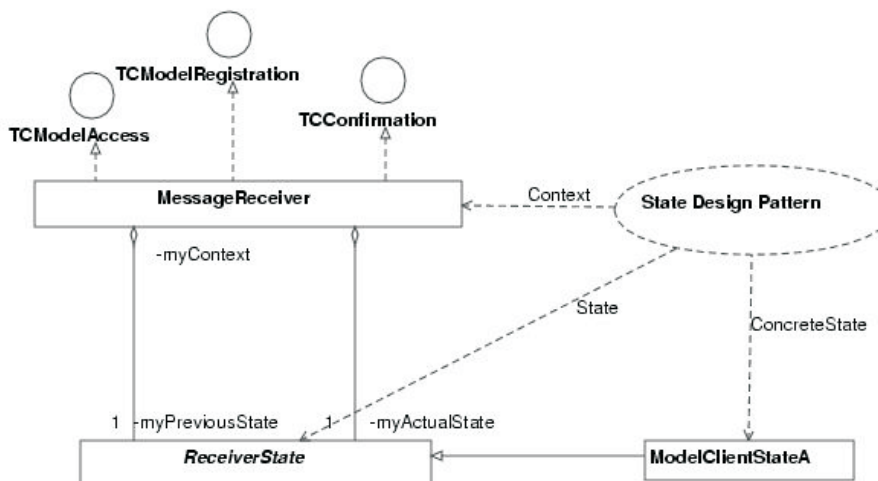 TCModelRegistration
TCModelAccess
TCConfirmation
MessageReceiver
Context
State Design Pattern
-myContext
State
ConcreteState
1 -myPreviousState
1 -myActualState
ReceiverState
ModelClientStateA